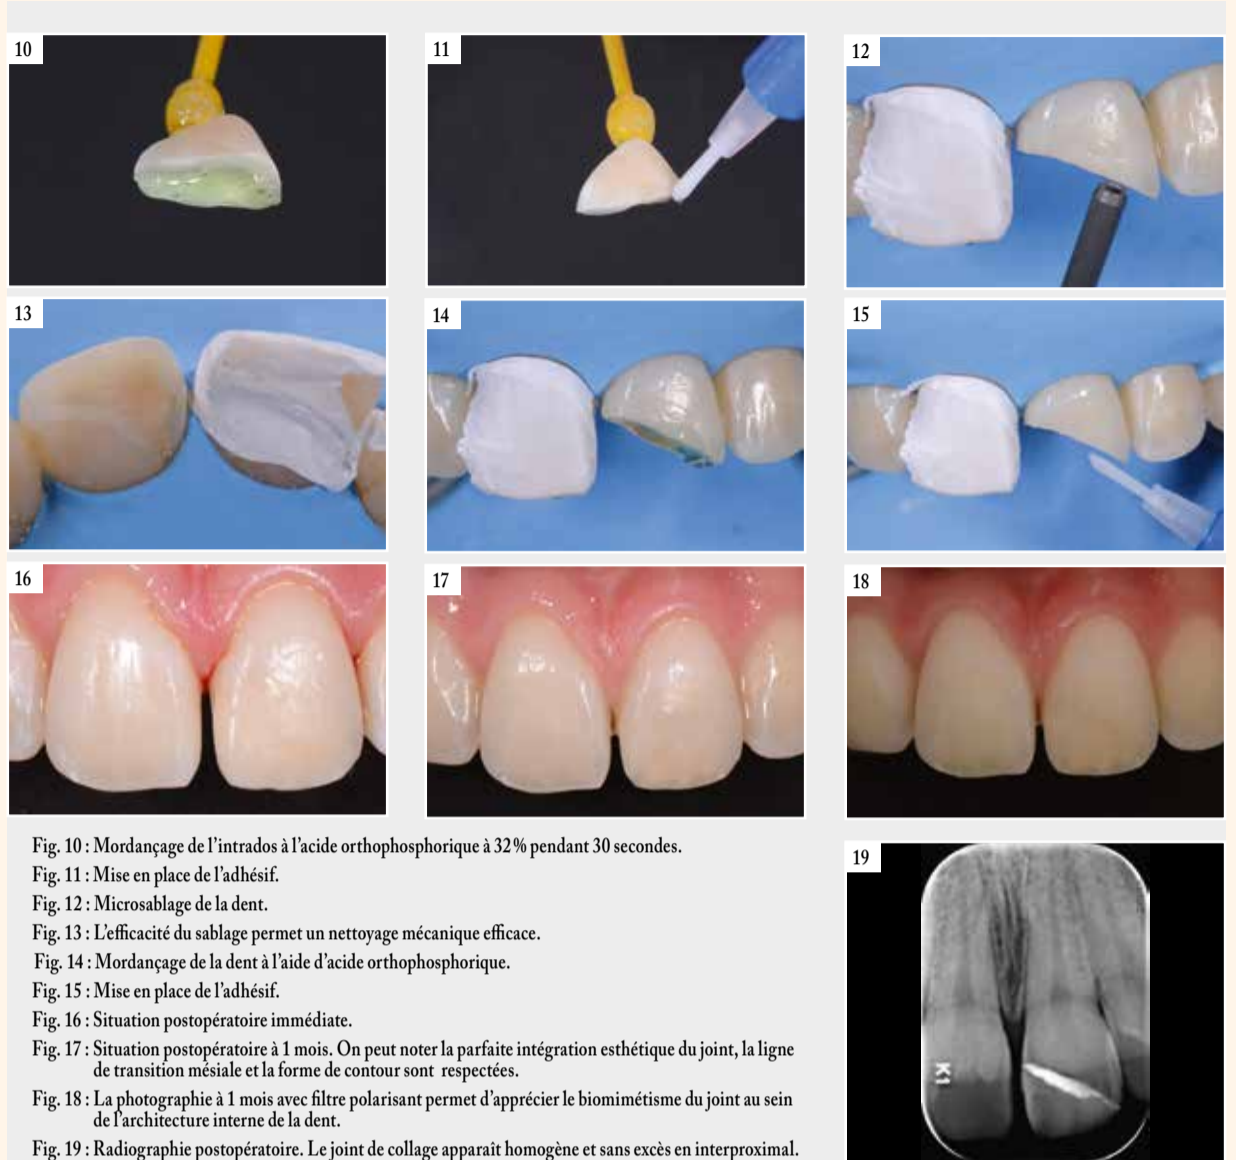 10
11
12
13
14
15
16
17
18
Fig. 10 : Mordançage de l’intrados à l’acide orthophosphorique à 32 % pendant 30 secondes.
Fig. 11 : Mise en place de l’adhésif.
Fig. 12 : Microsablage de la dent.
Fig. 13 : L’efficacité du sablage permet un nettoyage mécanique efficace.
Fig. 14 : Mordançage de la dent à l’aide d’acide orthophosphorique.
Fig. 15 : Mise en place de l’adhésif.
Fig. 16 : Situation postopératoire immédiate.
Fig. 17 : Situation postopératoire à 1 mois. On peut noter la parfaite intégration esthétique du joint, la ligne
de transition mésiale et la forme de contour sont respectées.
Fig. 18 : La photographie à 1 mois avec filtre polarisant permet d’apprécier le biomimétisme du joint au sein
de l’architecture interne de la dent.
Fig. 19 : Radiographie postopératoire. Le joint de collage apparaît homogène et sans excès en interproximal.
19
K1